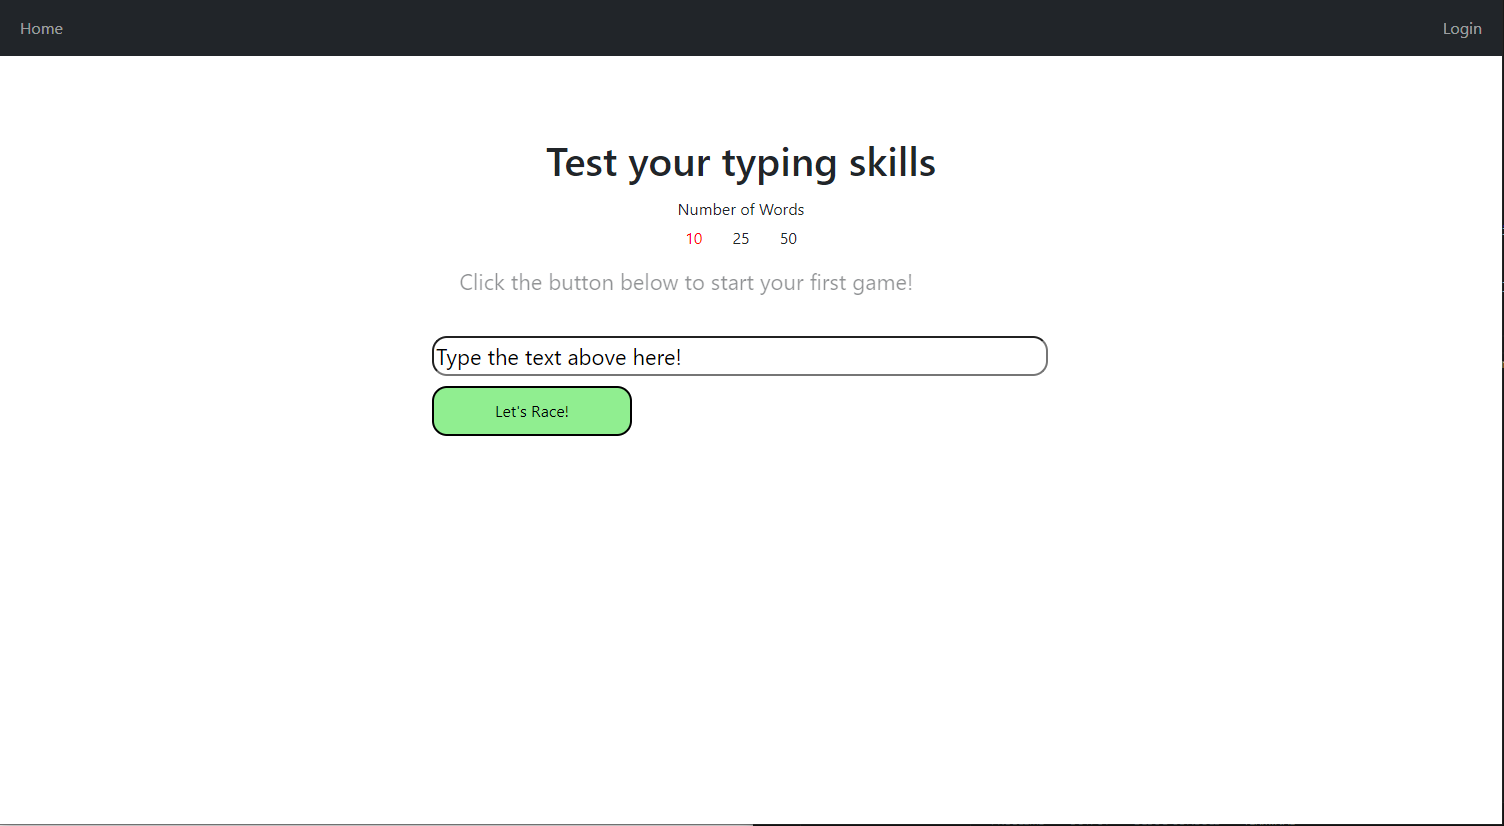 Home Login
Test your typing skills
Number of Words
10 25 50
Click the button below to start your first game!
Type the text above here!
Let's Race!